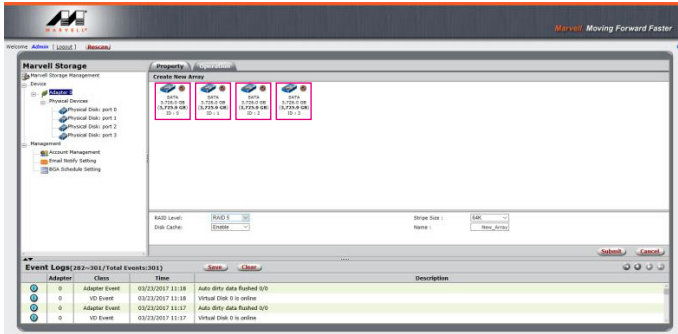 MARVELL
Marvell. Moving Forward Faster
Welcome Admin [ Logout ] Rescan
Marvell Storage
Marvell Storage Management
Device
Adapter 0
Physical Devices
Physical Disk: port 0
Physical Disk: port 1
Physical Disk: port 2
Physical Disk: port 3
Management
Account Management
Email Notify Setting
BGA Schedule Setting
Property Operation
Create New Array
SATA SATA SATA SATA
3,726.0 GB 3,726.0 GB 3,726.0 GB 3,726.0 GB
(3,725.9 GB) (3,725.9 GB) (3,725.9 GB) (3,725.9 GB)
ID : 0 ID : 1 ID : 2 ID : 3
RAID Level: RAID 5 Stripe Size : 64K
Disk Cache: Enable Name : New_Array
Submit Cancel
Event Logs(282~301/Total Events:301) Save Clear
Adapter Class Time Description
0 Adapter Event 03/23/2017 11:18 Auto dirty data flushed 0/0
0 VD Event 03/23/2017 11:18 Virtual Disk 0 is online
0 Adapter Event 03/23/2017 11:17 Auto dirty data flushed 0/0
0 VD Event 03/23/2017 11:17 Virtual Disk 0 is online